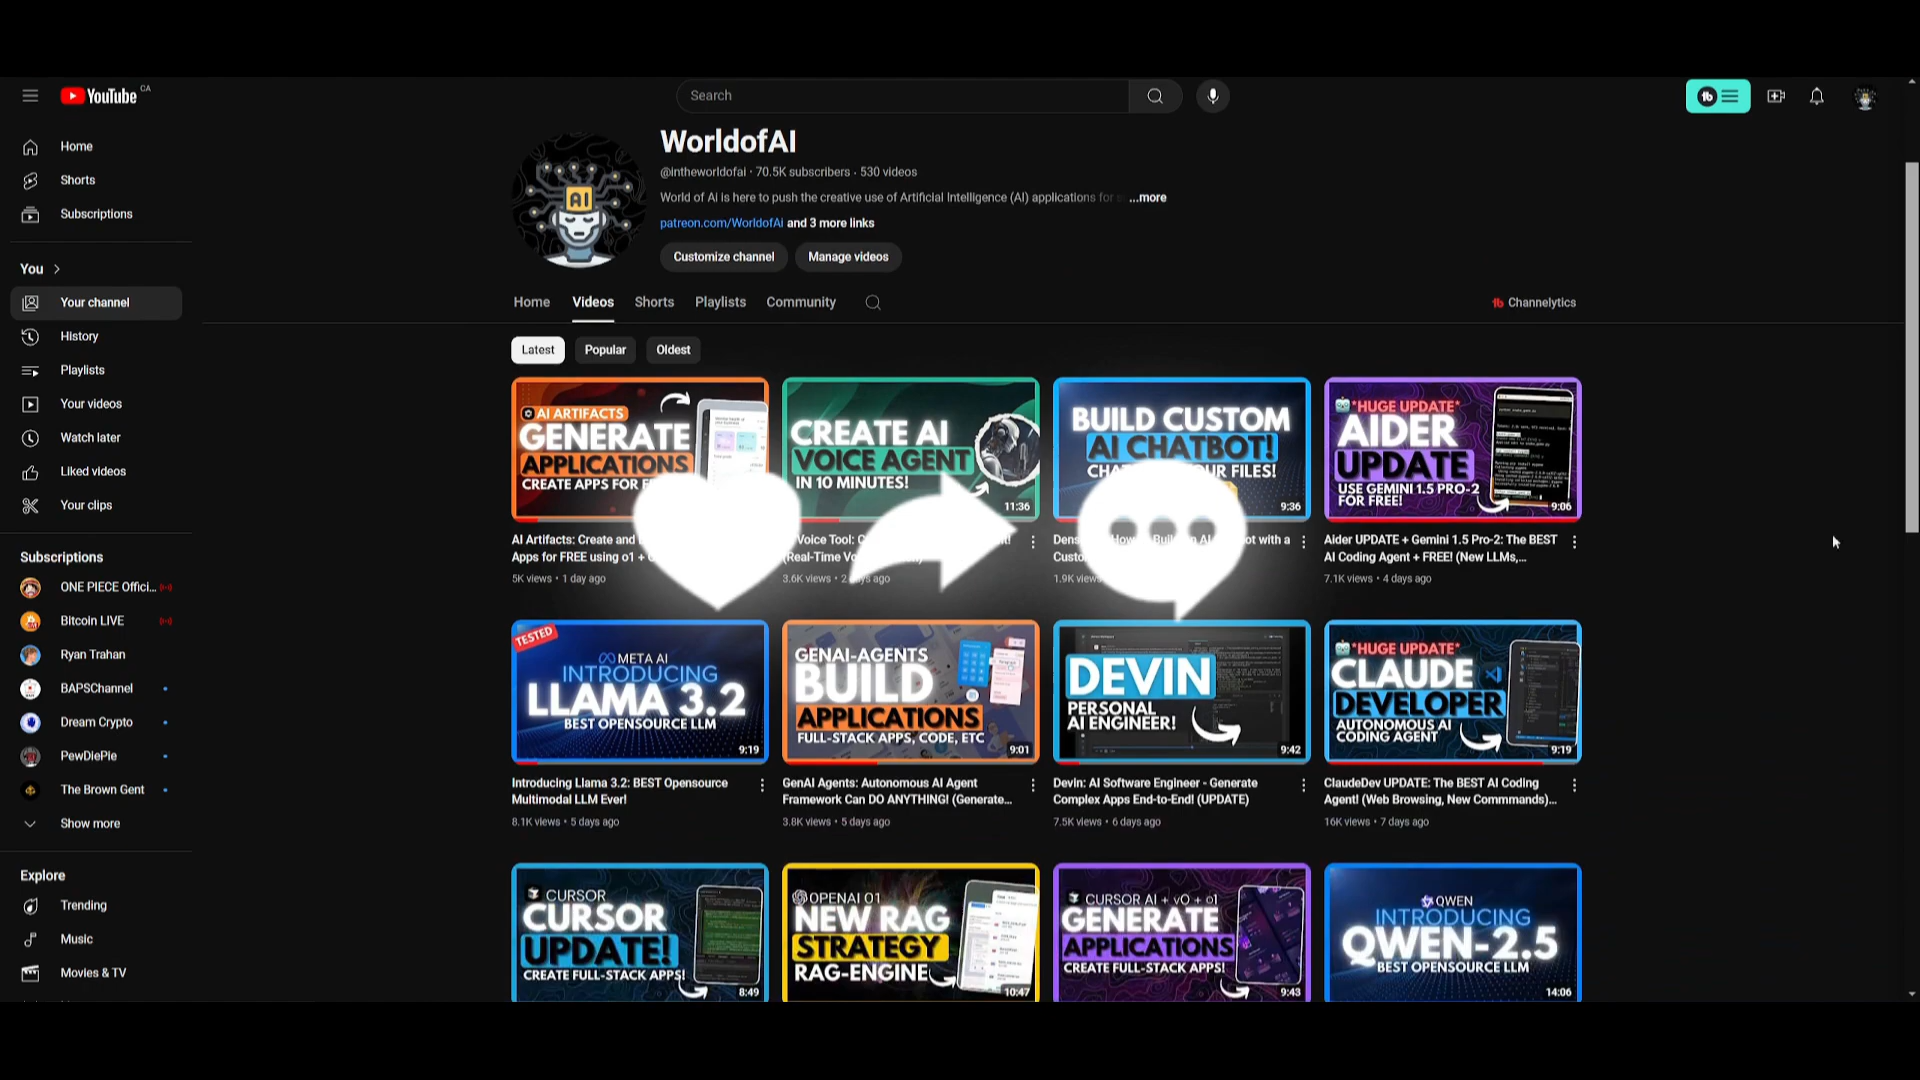 YouTube CA
Search
Home
Shorts
Subscriptions
You
Your channel
History
Playlists
Your videos
Watch later
Liked videos
Your clips
Subscriptions
ONE PIECE Offici...
Bitcoin LIVE
Ryan Trahan
BAPSChannel
Dream Crypto
PewDiePie
The Brown Gent
Show more
Explore
Trending
Music
Movies & TV
WorldofAI
@intheworldofai · 70.5K subscribers · 530 videos
World of AI is here to push the creative use of Artificial Intelligence (AI) applications for ...more
patreon.com/WorldofAi and 3 more links
Customize channel Manage videos
Home Videos Shorts Playlists Community
Channelytics
Latest Popular Oldest
AI ARTIFACTS
GENERATE
APPLICATIONS
CREATE APPS FOR
AI Artifacts: Create and
Apps for FREE using o1 +
5K views • 1 day ago
CREATE AI
VOICE AGENT
IN 10 MINUTES!
11:36
Voice Tool:
(Real-Time
3.6K views • 2 ago
BUILD CUSTOM
AI CHATBOT!
YOUR FILES!
9:36
with a
1.9K views
*HUGE UPDATE*
AIDER
UPDATE
USE GEMINI 1.5 PRO-2
FOR FREE!
9:06
Aider UPDATE + Gemini 1.5 Pro-2: The BEST
AI Coding Agent + FREE! (New LLMs,...
7.1K views • 4 days ago
TESTED
META AI
INTRODUCING
LLAMA 3.2
BEST OPENSOURCE LLM
9:19
Introducing Llama 3.2: BEST Opensource
Multimodal LLM Ever!
8.1K views • 5 days ago
GENAI-AGENTS
BUILD
APPLICATIONS
FULL-STACK APPS, CODE, ETC
9:01
GenAI Agents: Autonomous AI Agent
Framework Can DO ANYTHING! (Generate...
3.8K views • 5 days ago
DEVIN
PERSONAL
AI ENGINEER!
9:42
Devin: AI Software Engineer - Generate
Complex Apps End-to-End! (UPDATE)
7.5K views • 6 days ago
*HUGE UPDATE*
CLAUDE
DEVELOPER
AUTONOMOUS AI
CODING AGENT
9:19
ClaudeDev UPDATE: The BEST AI Coding
Agent! (Web Browsing, New Commmands)...
16K views • 7 days ago
CURSOR
CURSOR
UPDATE!
CREATE FULL-STACK APPS!
8:49
OPENAI O1
NEW RAG
STRATEGY
RAG-ENGINE
10:47
CURSOR AI + v0 + o1
GENERATE
APPLICATIONS
CREATE FULL-STACK APPS!
9:43
QWEN
INTRODUCING
QWEN-2.5
BEST OPENSOURCE LLM
14:06